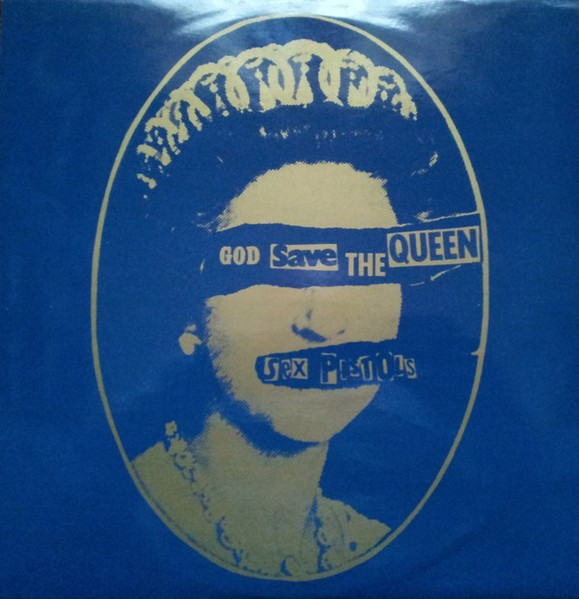 GOD Save THE QUEEN
Sex PIsTOLs